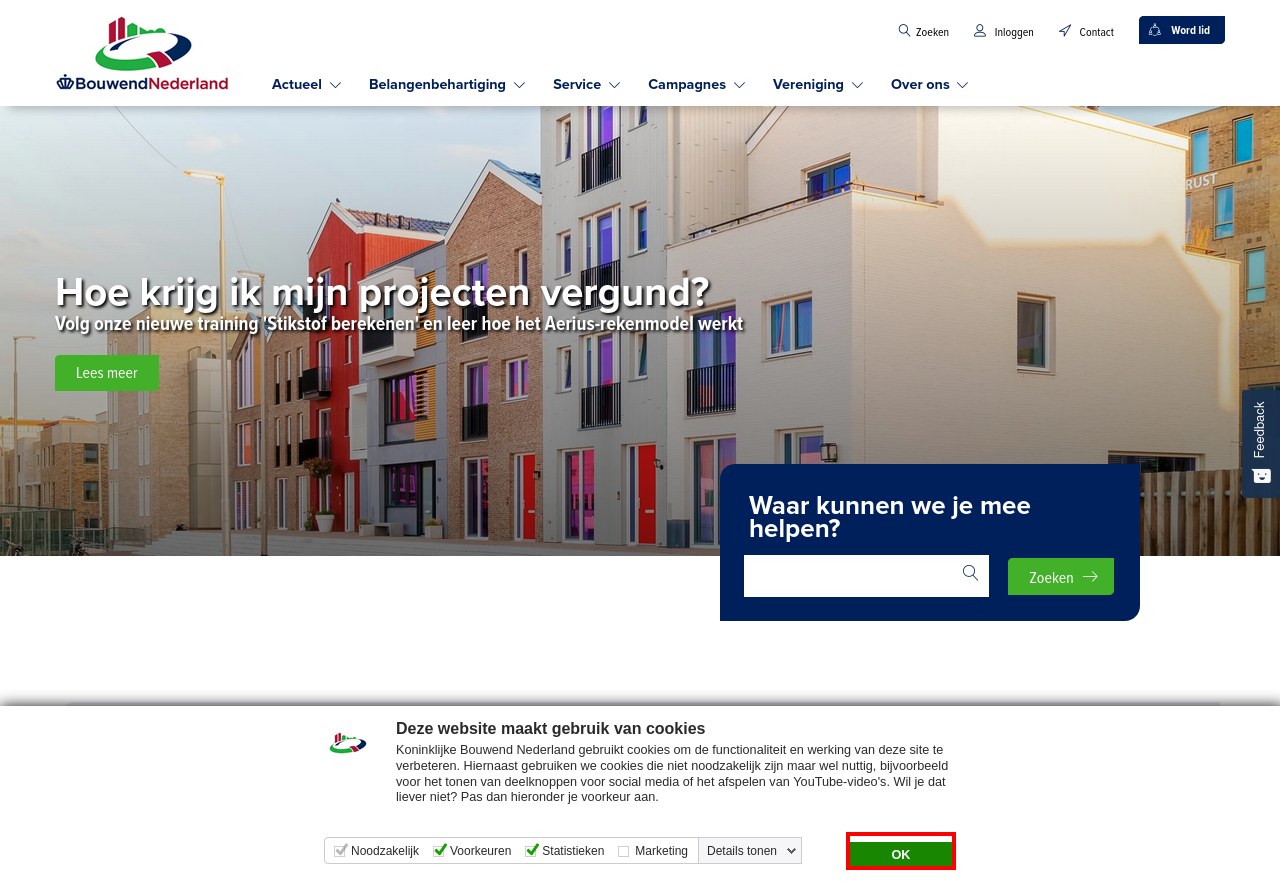 Zoeken
Inloggen
Contact
Word lid
BouwendNederland
Actueel
Belangenbehartiging
Service
Campagnes
Vereniging
Over ons
RUST
Hoe krijg ik mijn projecten vergund?
Volg onze nieuwe training 'Stikstof berekenen' en leer hoe het Aerius-rekenmodel werkt
Lees meer
Feedback
Waar kunnen we je mee
helpen?
Zoeken
Deze website maakt gebruik van cookies
Koninklijke Bouwend Nederland gebruikt cookies om de functionaliteit en werking van deze site te
verbeteren. Hiernaast gebruiken we cookies die niet noodzakelijk zijn maar wel nuttig, bijvoorbeeld
voor het tonen van deelknoppen voor social media of het afspelen van YouTube-video's. Wil je dat
liever niet? Pas dan hieronder je voorkeur aan.
Noodzakelijk
Voorkeuren
Statistieken
Marketing
Details tonen
OK